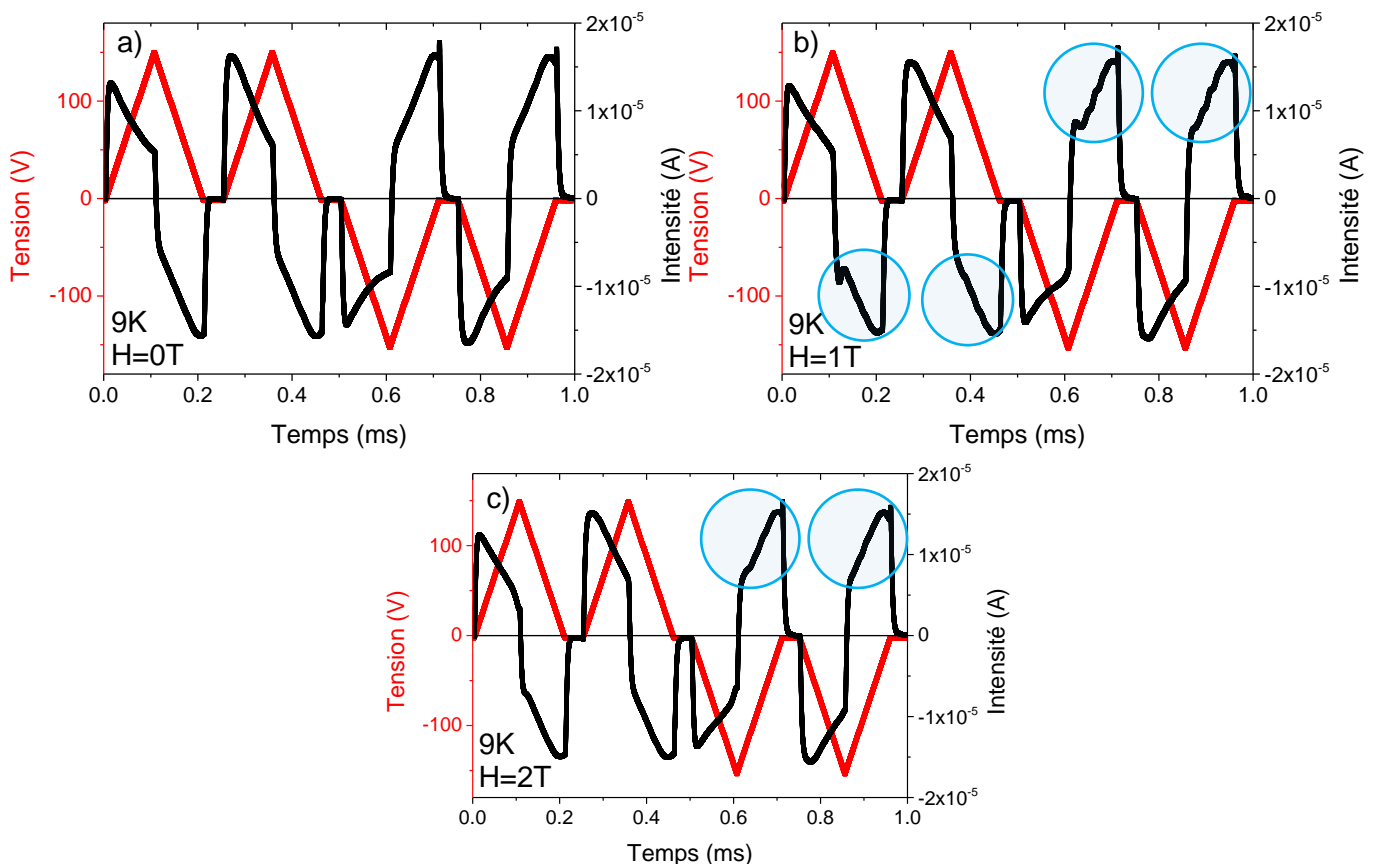 a)
Tension (V)
100
0
-100
9K
H=0T
0.0 0.2 0.4 0.6 0.8 1.0
Temps (ms)
2x10⁻⁵
1x10⁻⁵
0
-1x10⁻⁵
-2x10⁻⁵
Intensité (A)
b)
Tension (V)
100
0
-100
9K
H=1T
0.0 0.2 0.4 0.6 0.8 1.0
Temps (ms)
2x10⁻⁵
1x10⁻⁵
0
-1x10⁻⁵
-2x10⁻⁵
Intensité (A)
c)
Tension (V)
100
0
-100
9K
H=2T
0.0 0.2 0.4 0.6 0.8 1.0
Temps (ms)
2x10⁻⁵
1x10⁻⁵
0
-1x10⁻⁵
-2x10⁻⁵
Intensité (A)